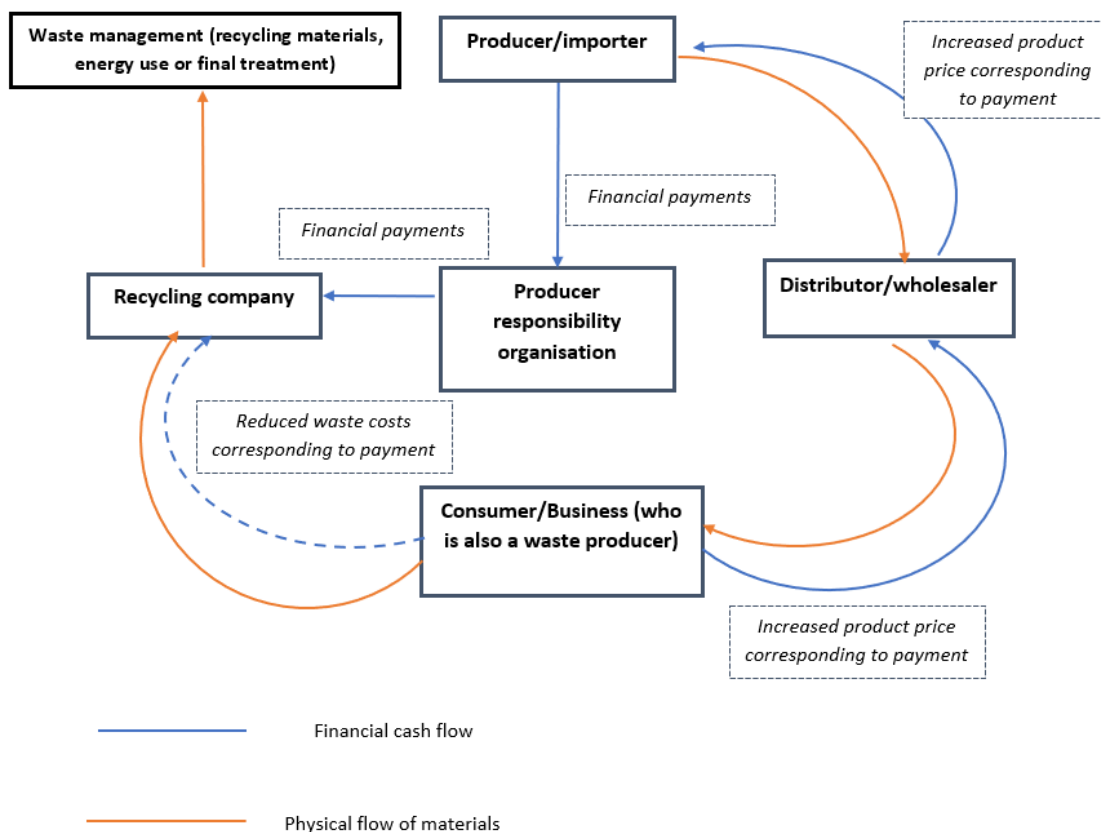 Waste management (recycling materials,
energy use or final treatment)
Producer/importer
Increased product
price corresponding
to payment
Financial payments
Financial payments
Recycling company
Producer
responsibility
organisation
Distributor/wholesaler
Reduced waste costs
corresponding to payment
Consumer/Business (who
is also a waste producer)
Increased product price
corresponding to payment
Financial cash flow
Physical flow of materials